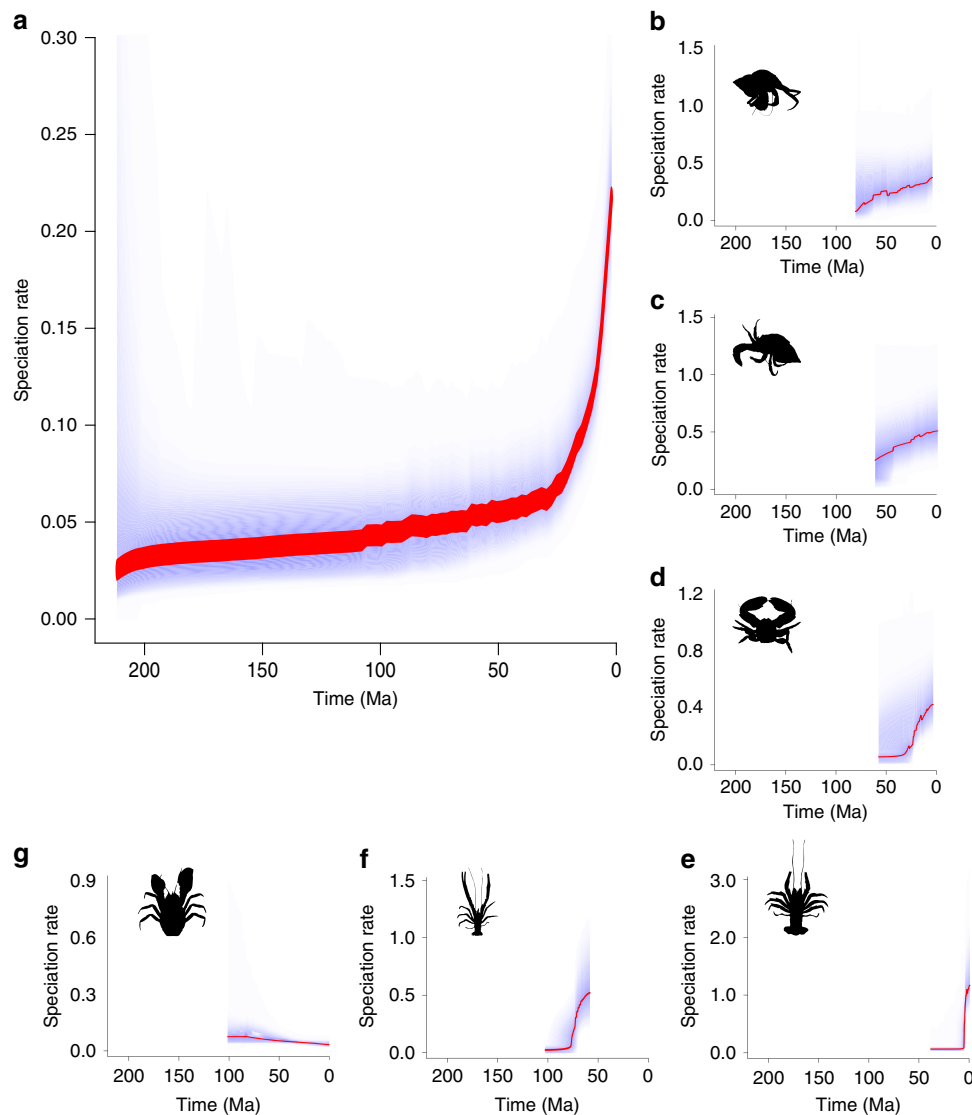 a
0.30
0.25
0.20
0.15
0.10
0.05
0.00
Speciation rate
200 150 100 50 0
Time (Ma)
b
1.5
1.0
0.5
0.0
Speciation rate
200 150 100 50 0
Time (Ma)
c
1.5
1.0
0.5
0.0
Speciation rate
200 150 100 50 0
Time (Ma)
d
1.2
0.8
0.4
0.0
Speciation rate
200 150 100 50 0
Time (Ma)
g
0.9
0.6
0.3
0.0
Speciation rate
200 150 100 50 0
Time (Ma)
f
1.5
1.0
0.5
0.0
Speciation rate
200 150 100 50 0
Time (Ma)
e
3.0
2.0
1.0
0.0
Speciation rate
200 150 100 50 0
Time (Ma)